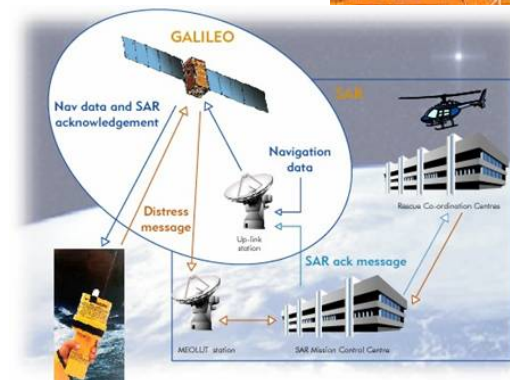 GALILEO
SAR
Nav data and SAR
acknowledgement
Navigation
data
Distress
message
Up-link
station
Rescue Co-ordination Centres
SAR ack message
MEOLUT station
SAR Mission Control Centre